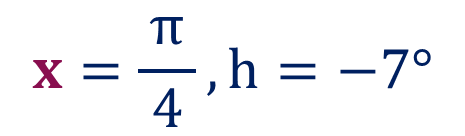 x = π/4 , h = −7°